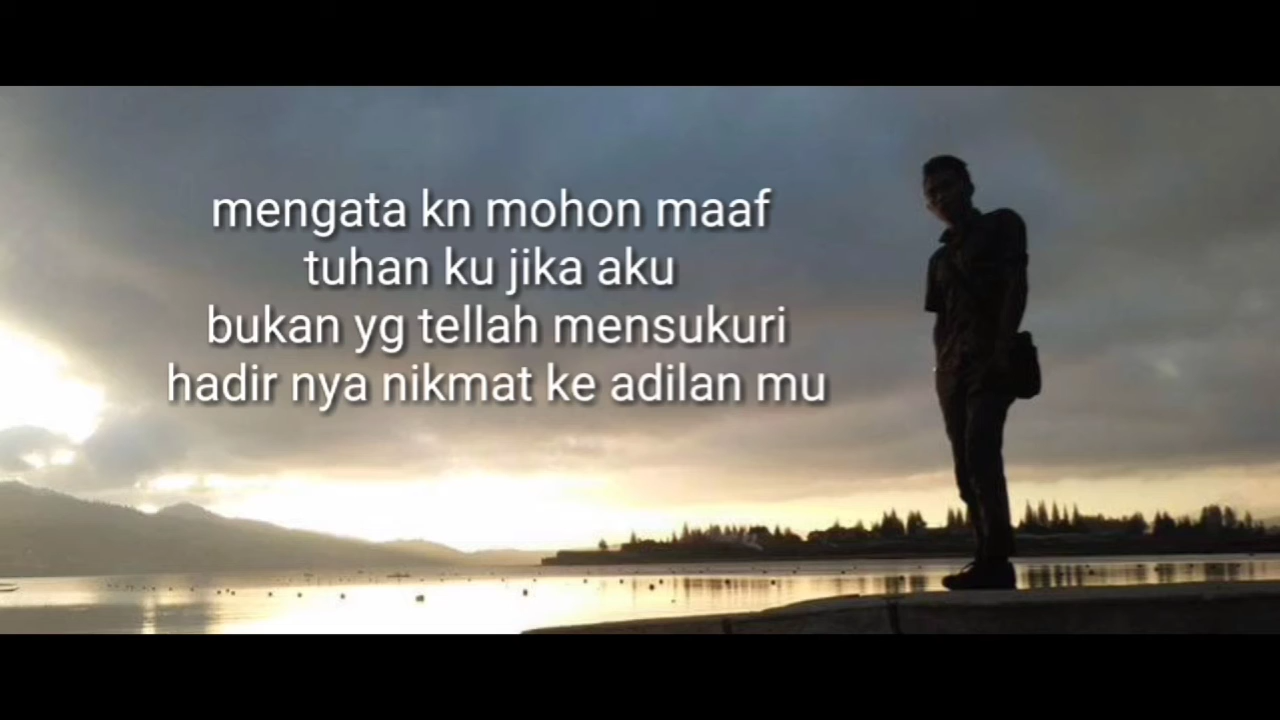 mengata kn mohon maaf
tuhan ku jika aku
bukan yg tellah mensukuri
hadir nya nikmat ke adilan mu